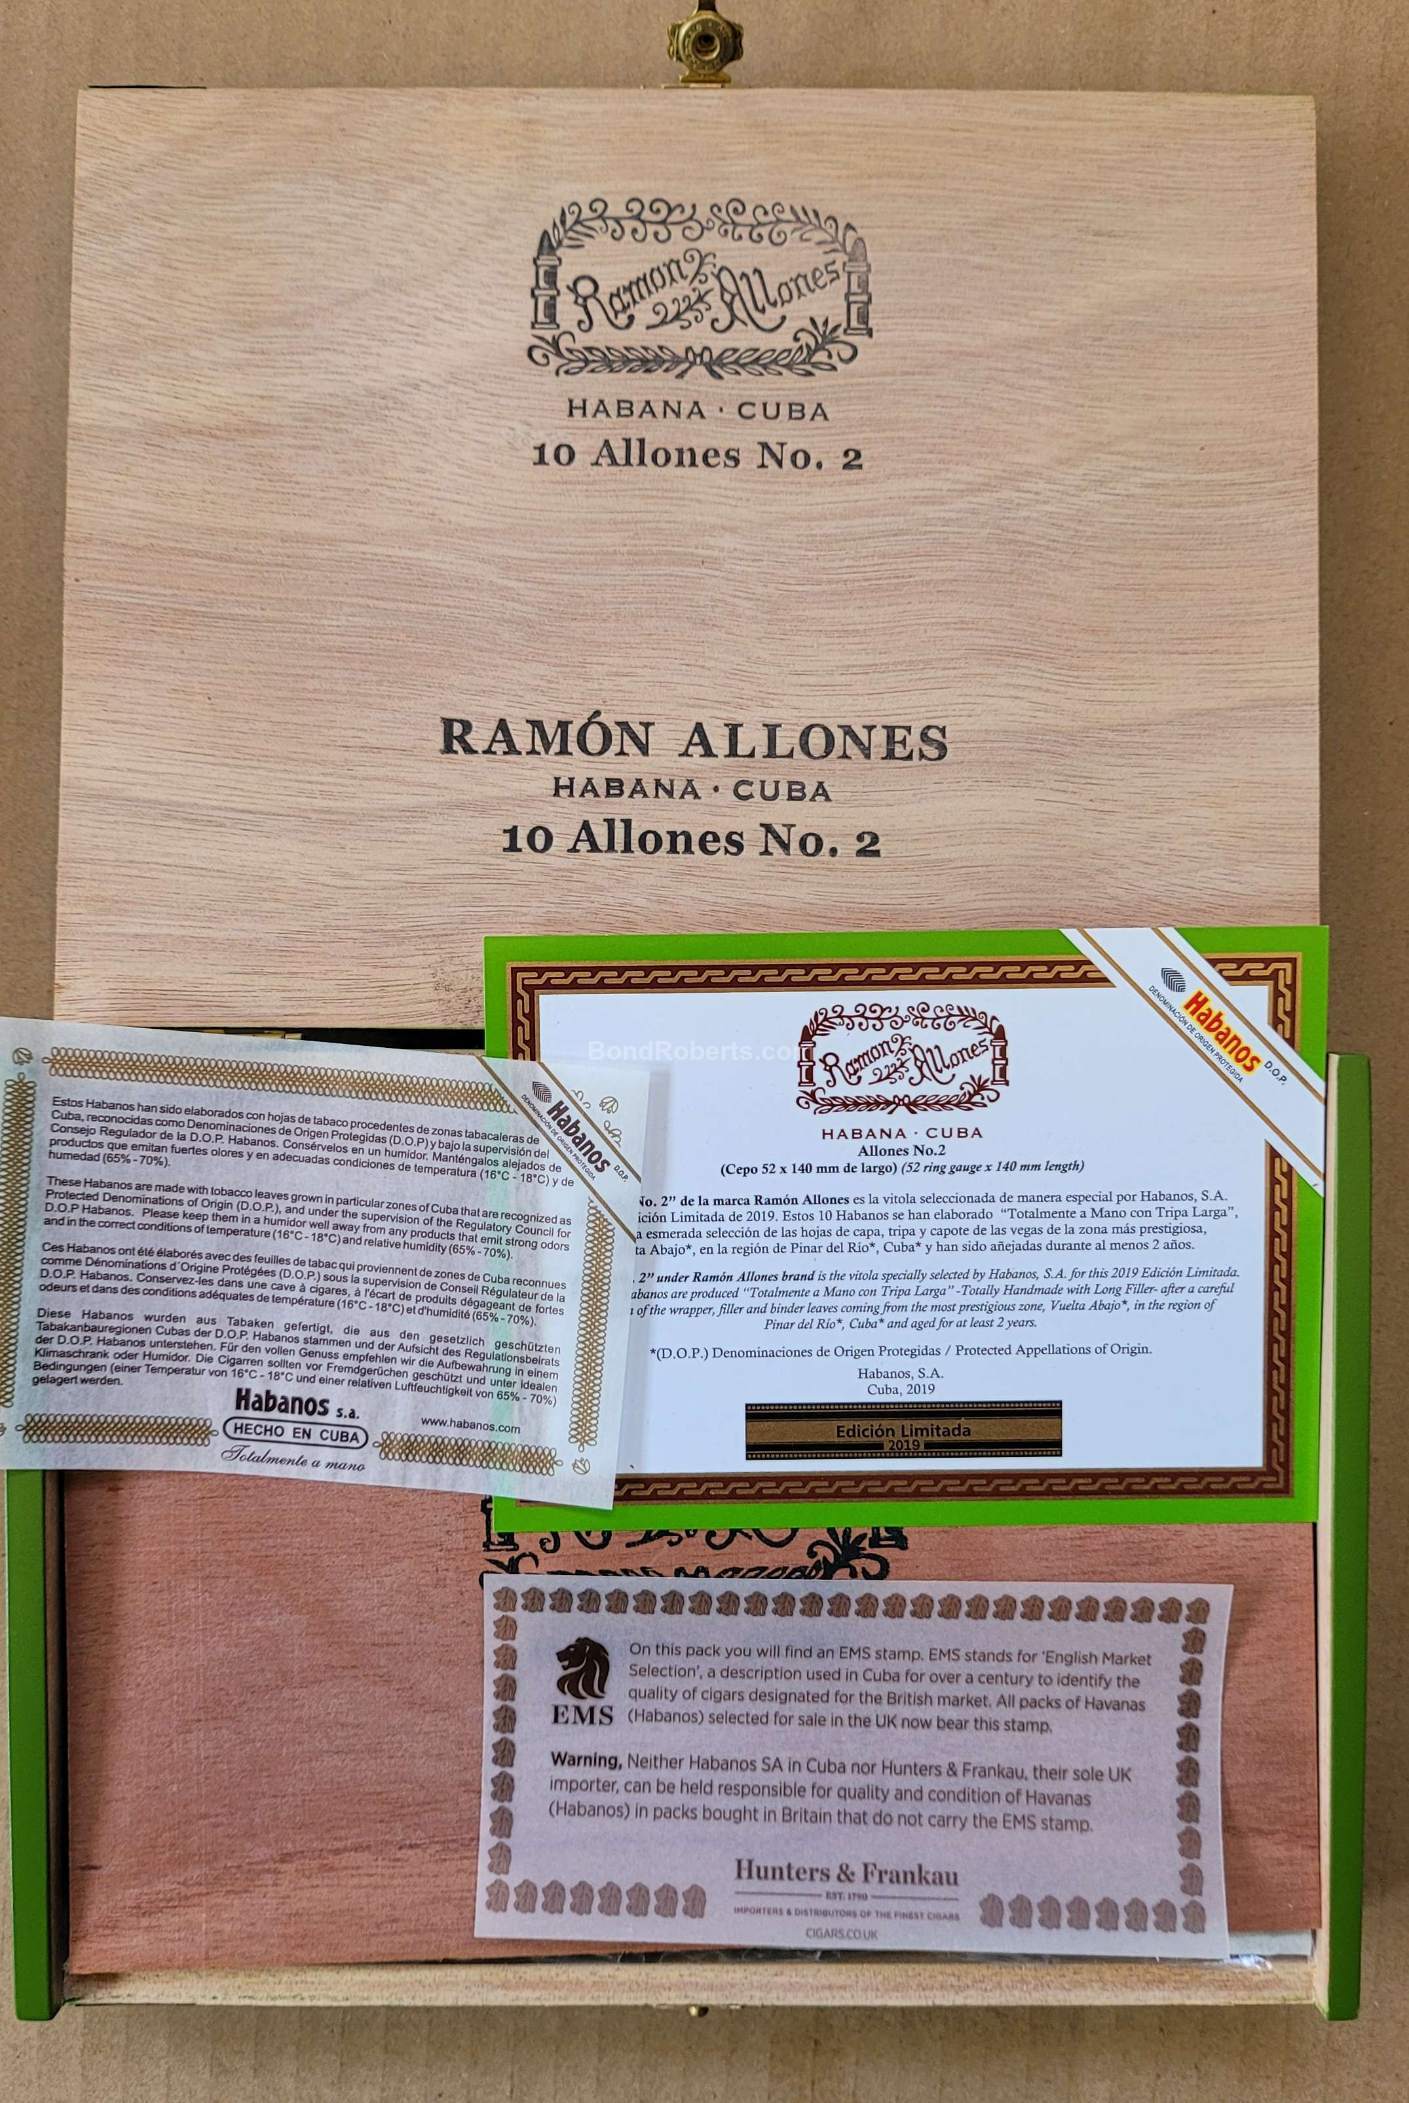 Ramon Allones
HABANA · CUBA
10 Allones No. 2
RAMÓN ALLONES
HABANA · CUBA
10 Allones No. 2
BondRoberts.co
Habanos D.O.P.
DENOMINACIÓN DE ORIGEN PROTEGIDA
Ramon Allones
HABANA · CUBA
Allones No.2
(Cepo 52 x 140 mm de largo) (52 ring gauge x 140 mm length)
No. 2” de la marca Ramón Allones es la vitola seleccionada de manera especial por Habanos, S.A.
ición Limitada de 2019. Estos 10 Habanos se han elaborado “Totalmente a Mano con Tripa Larga”,
a esmerada selección de las hojas de capa, tripa y capote de las vegas de la zona más prestigiosa,
ta Abajo*, en la región de Pinar del Río*, Cuba* y han sido añejadas durante al menos 2 años.
. 2” under Ramón Allones brand is the vitola specially selected by Habanos, S.A. for this 2019 Edición Limitada.
abanos are produced “Totalmente a Mano con Tripa Larga” -Totally Handmade with Long Filler- after a careful
of the wrapper, filler and binder leaves coming from the most prestigious zone, Vuelta Abajo*, in the region of
Pinar del Río*, Cuba* and aged for at least 2 years.
*(D.O.P.) Denominaciones de Origen Protegidas / Protected Appellations of Origin.
Habanos, S.A.
Cuba, 2019
Edición Limitada
2019
Habanos D.O.P.
DENOMINACIÓN DE ORIGEN PROTEGIDA
Estos Habanos han sido elaborados con hojas de tabaco procedentes de zonas tabacaleras de
Cuba, reconocidas como Denominaciones de Origen Protegidas (D.O.P) y bajo la supervisión del
Consejo Regulador de la D.O.P. Habanos. Consérvelos en un humidor. Manténgalos alejados de
productos que emitan fuertes olores y en adecuadas condiciones de temperatura (16°C - 18°C) y de
humedad (65% -70%).
These Habanos are made with tobacco leaves grown in particular zones of Cuba that are recognized as
Protected Denominations of Origin (D.O.P.), and under the supervision of the Regulatory Council for
D.O.P Habanos. Please keep them in a humidor well away from any products that emit strong odors
and in the correct conditions of temperature (16°C - 18°C) and relative humidity (65% - 70%).
Ces Habanos ont été élaborés avec des feuilles de tabac qui proviennent de zones de Cuba reconnues
comme Dénominations d´Origine Protégées (D.O.P.) sous la supervision de Conseil Régulateur de la
D.O.P. Habanos. Conservez-les dans une cave à cigares, à l'écart de produits dégageant de fortes
odeurs et dans des conditions adéquates de température (16°C - 18°C) et d'humidité (65% - 70%).
Diese Habanos wurden aus Tabaken gefertigt, die aus den gesetzlich geschützten
Tabakanbauregionen Cubas der D.O.P. Habanos stammen und der Aufsicht des Regulationsbeirats
der D.O.P. Habanos unterstehen. Für den vollen Genuss empfehlen wir die Aufbewahrung in einem
Klimaschrank oder Humidor. Die Cigarren sollten vor Fremdgerüchen geschützt und unter idealen
Bedingungen (einer Temperatur von 16°C - 18°C und einer relativen Luftfeuchtigkeit von 65% - 70%)
gelagert werden.
Habanos s.a.
www.habanos.com
HECHO EN CUBA
Totalmente a mano
On this pack you will find an EMS stamp. EMS stands for ‘English Market
Selection’, a description used in Cuba for over a century to identify the
quality of cigars designated for the British market. All packs of Havanas
EMS (Habanos) selected for sale in the UK now bear this stamp.
Warning, Neither Habanos SA in Cuba nor Hunters & Frankau, their sole UK
importer, can be held responsible for quality and condition of Havanas
(Habanos) in packs bought in Britain that do not carry the EMS stamp.
Hunters & Frankau
EST. 1790
IMPORTERS & DISTRIBUTORS OF THE FINEST CIGARS
CIGARS.CO.UK